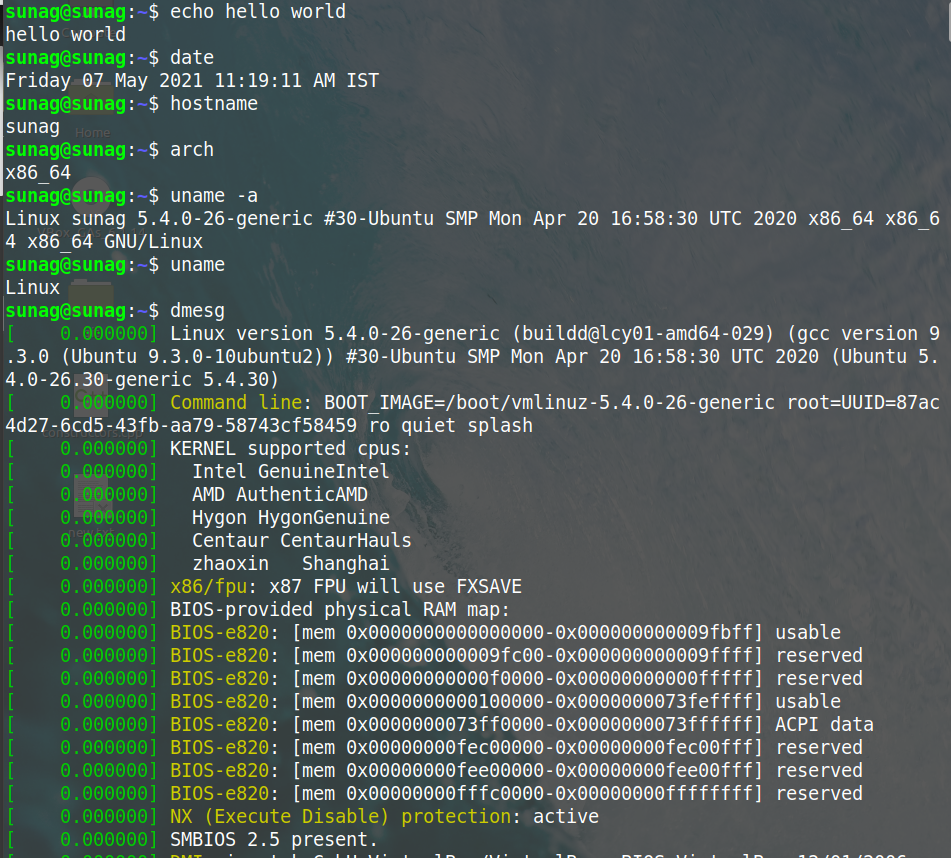 sunag@sunag:~$ echo hello world
hello world
sunag@sunag:~$ date
Friday 07 May 2021 11:19:11 AM IST
sunag@sunag:~$ hostname
sunag
Home
sunag@sunag:~$ arch
x86_64
sunag@sunag:~$ uname -a
Linux sunag 5.4.0-26-generic #30-Ubuntu SMP Mon Apr 20 16:58:30 UTC 2020 x86_64 x86_6
4 x86_64 GNU/Linux
sunag@sunag:~$ uname
Linux
sunag@sunag:~$ dmesg
[    0.000000] Linux version 5.4.0-26-generic (buildd@lcy01-amd64-029) (gcc version 9
.3.0 (Ubuntu 9.3.0-10ubuntu2)) #30-Ubuntu SMP Mon Apr 20 16:58:30 UTC 2020 (Ubuntu 5.
4.0-26.30-generic 5.4.30)
[    0.000000] Command line: BOOT_IMAGE=/boot/vmlinuz-5.4.0-26-generic root=UUID=87ac
4d27-6cd5-43fb-aa79-58743cf58459 ro quiet splash
[    0.000000] KERNEL supported cpus:
[    0.000000]   Intel GenuineIntel
[    0.000000]   AMD AuthenticAMD
[    0.000000]   Hygon HygonGenuine
[    0.000000]   Centaur CentaurHauls
[    0.000000]   zhaoxin   Shanghai
[    0.000000] x86/fpu: x87 FPU will use FXSAVE
[    0.000000] BIOS-provided physical RAM map:
[    0.000000] BIOS-e820: [mem 0x0000000000000000-0x000000000009fbff] usable
[    0.000000] BIOS-e820: [mem 0x000000000009fc00-0x000000000009ffff] reserved
[    0.000000] BIOS-e820: [mem 0x00000000000f0000-0x00000000000fffff] reserved
[    0.000000] BIOS-e820: [mem 0x0000000000100000-0x0000000073feffff] usable
[    0.000000] BIOS-e820: [mem 0x0000000073ff0000-0x0000000073ffffff] ACPI data
[    0.000000] BIOS-e820: [mem 0x00000000fec00000-0x00000000fec00fff] reserved
[    0.000000] BIOS-e820: [mem 0x00000000fee00000-0x00000000fee00fff] reserved
[    0.000000] BIOS-e820: [mem 0x00000000fffc0000-0x00000000ffffffff] reserved
[    0.000000] NX (Execute Disable) protection: active
[    0.000000] SMBIOS 2.5 present.